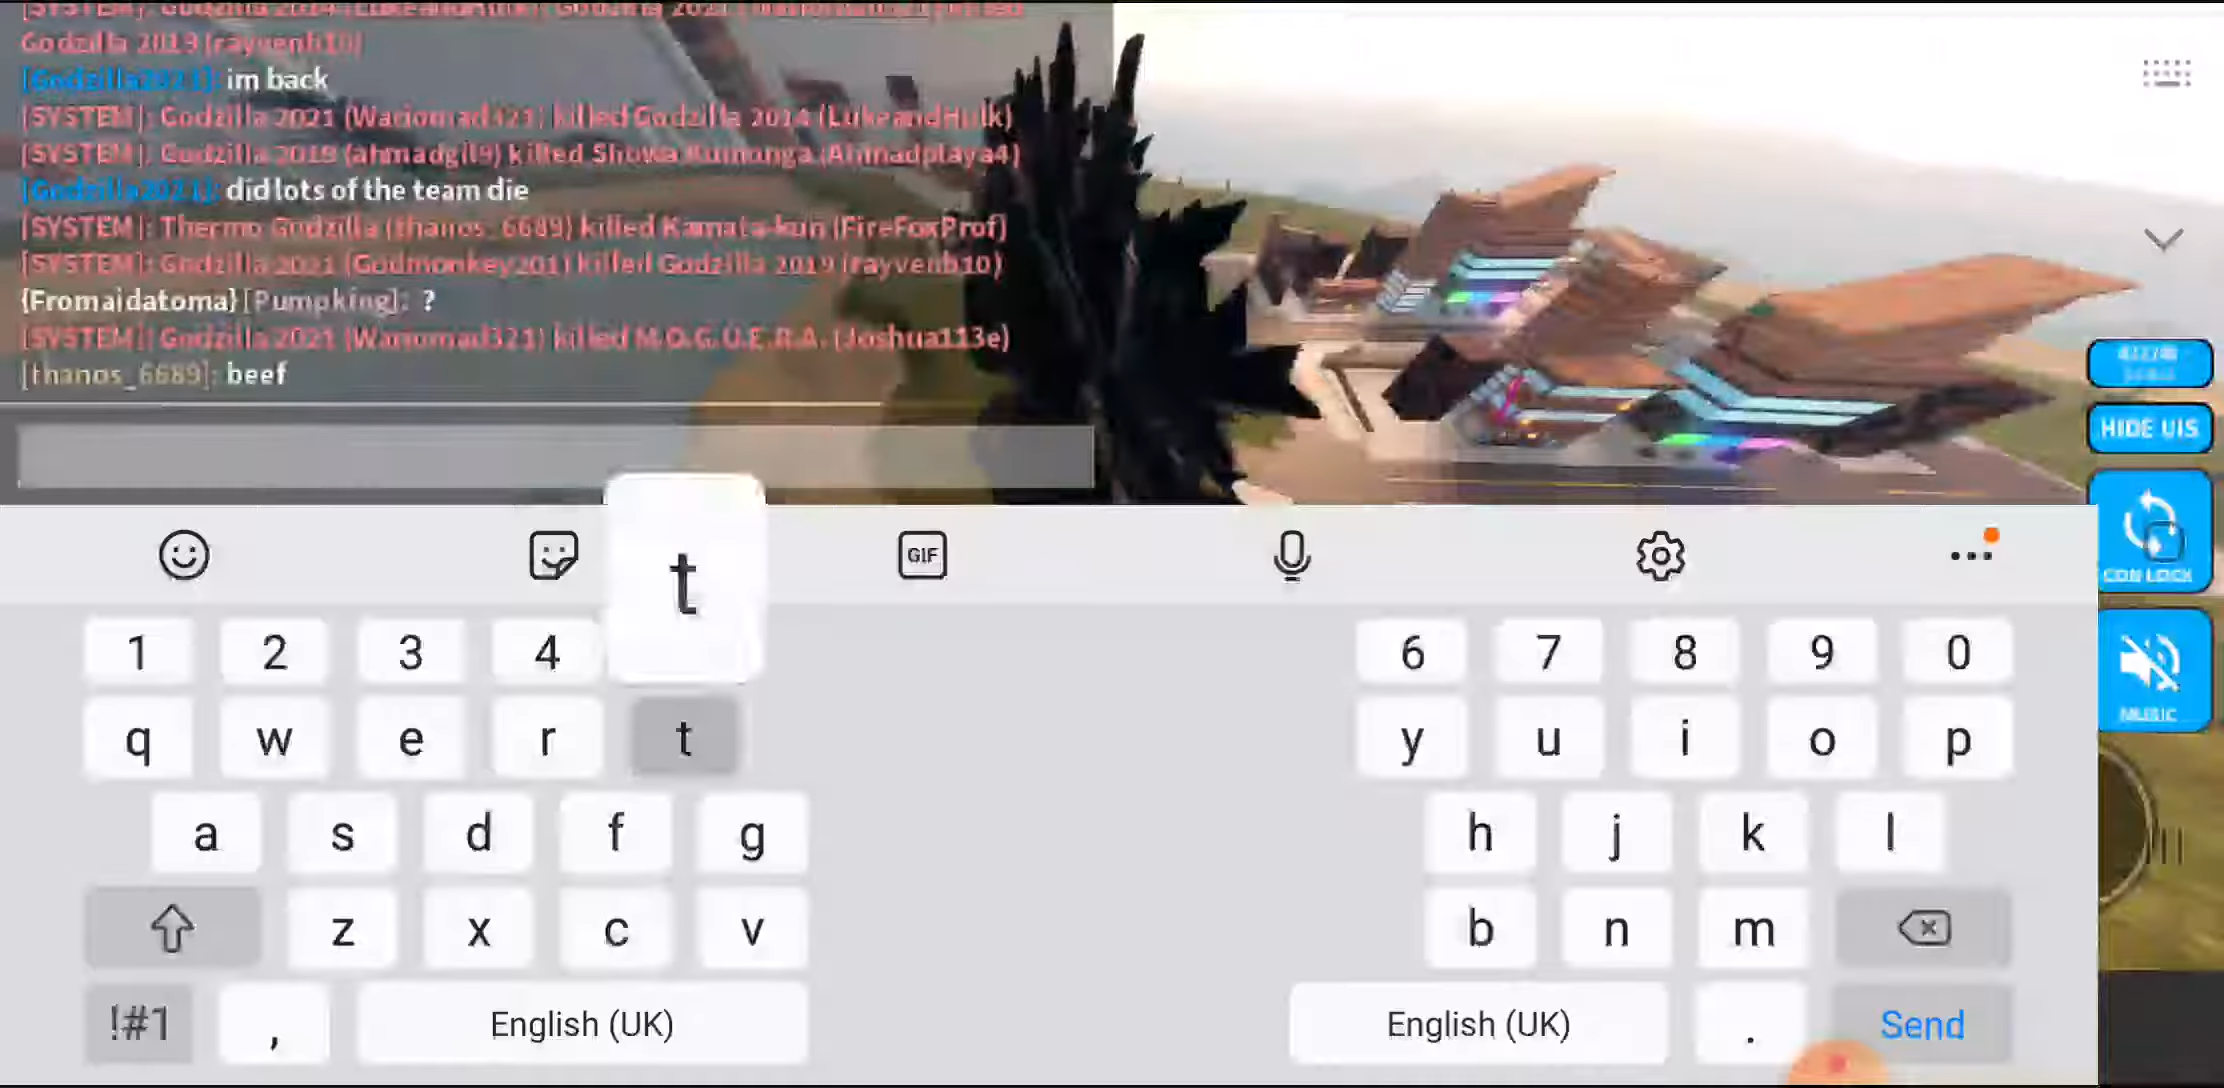 Godzilla 2019 (rayvenb10)
[Godzilla2021]: im back
[SYSTEM]: Godzilla 2021 (Wariomad321) killed Godzilla 2014 (LukeandHulk)
[SYSTEM]: Godzilla 2019 (ahmadgil9) killed Showa Kumonga (Ahmadplaya4)
[Godzilla2021]: did lots of the team die
[SYSTEM]: Thermo Godzilla (thanos_6689) killed Kamata-kun (FireFoxProf)
[SYSTEM]: Godzilla 2021 (Godmonkey201) killed Godzilla 2019 (rayvenb10)
{Fromaidatoma} [Pumpking]: ?
[SYSTEM]: Godzilla 2021 (Wariomad321) killed M.O.G.U.E.R.A. (Joshua113e)
[thanos_6689]: beef
HIDE UIS
LOCK
MUSIC
GIF
t
1 2 3 4 6 7 8 9 0
q w e r t y u i o p
a s d f g h j k l
z x c v b n m
!#1 , English (UK) English (UK) . Send